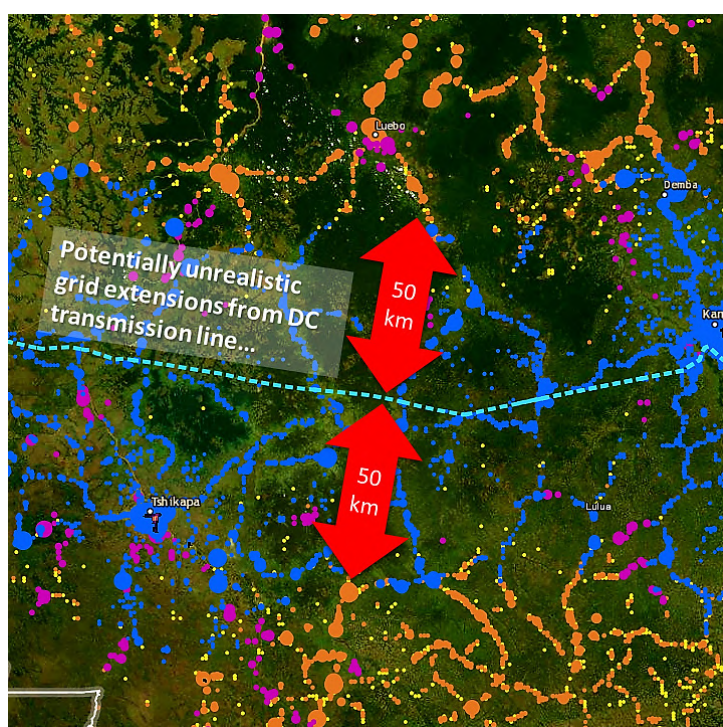 Luebo
Demba
Potentially unrealistic
grid extensions from DC
transmission line...
50
km
Kan
50
km
Tshikapa
Lulua